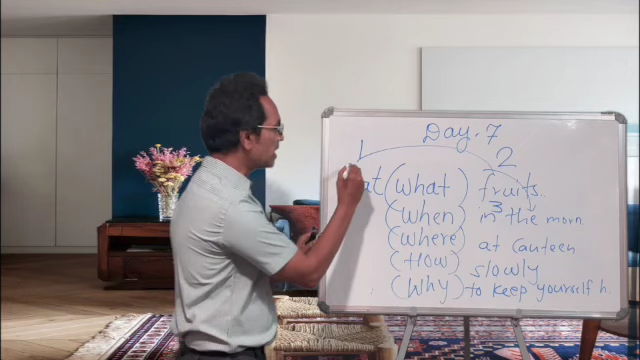 Day. 7
1 2
at (what) fruits..
(when) 3 in the morn
(where) at Canteen
(How) slowly
(Why) to keep yourself h.